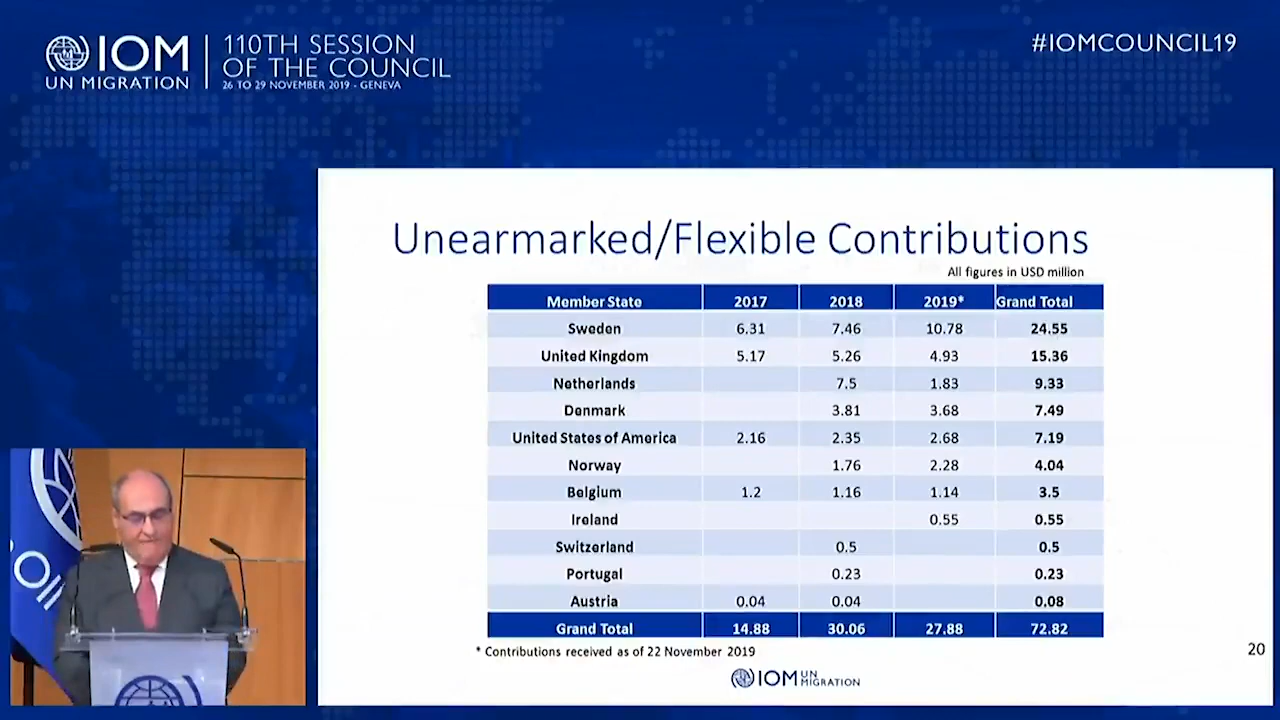 IOM
UN MIGRATION
110TH SESSION
OF THE COUNCIL
26 TO 29 NOVEMBER 2019 - GENEVA
#IOMCOUNCIL19
Unearmarked/Flexible Contributions
All figures in USD million
Member State 2017 2018 2019* Grand Total
Sweden 6.31 7.46 10.78 24.55
United Kingdom 5.17 5.26 4.93 15.36
Netherlands 7.5 1.83 9.33
Denmark 3.81 3.68 7.49
United States of America 2.16 2.35 2.68 7.19
Norway 1.76 2.28 4.04
Belgium 1.2 1.16 1.14 3.5
Ireland 0.55 0.55
Switzerland 0.5 0.5
Portugal 0.23 0.23
Austria 0.04 0.04 0.08
Grand Total 14.88 30.06 27.88 72.82
* Contributions received as of 22 November 2019
20
IOM UN MIGRATION